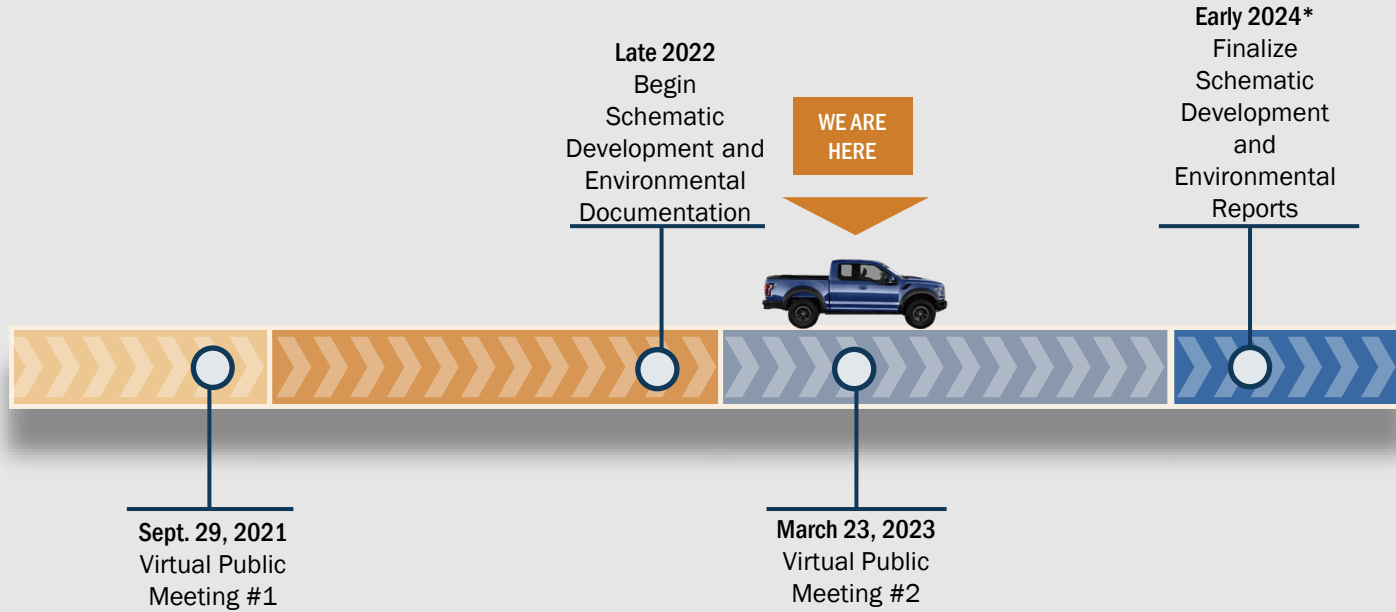 Late 2022
Begin
Schematic
Development and
Environmental
Documentation
WE ARE
HERE
Early 2024*
Finalize
Schematic
Development
and
Environmental
Reports
Sept. 29, 2021
Virtual Public
Meeting #1
March 23, 2023
Virtual Public
Meeting #2